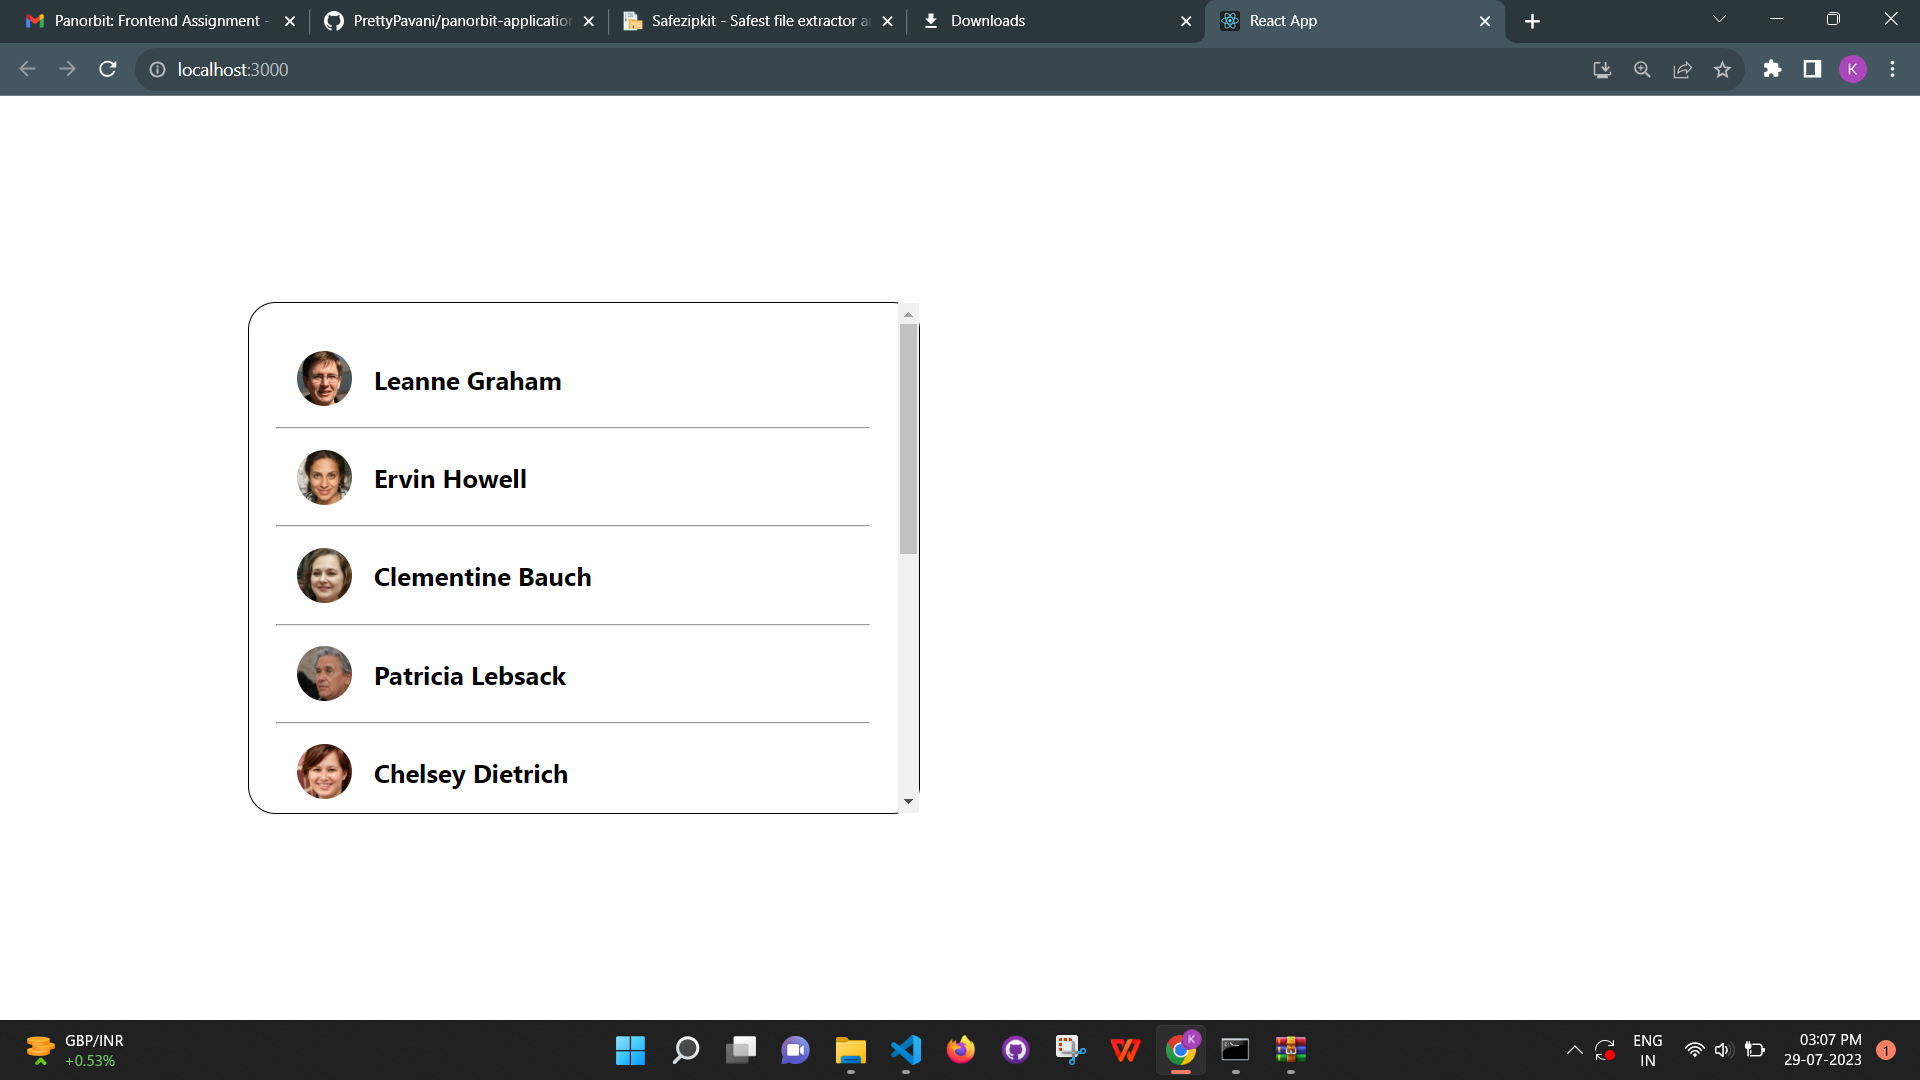 Panorbit: Frontend Assignment -
PrettyPavani/panorbit-application
Safezipkit - Safest file extractor a
Downloads
React App
localhost:3000
K
Leanne Graham
Ervin Howell
Clementine Bauch
Patricia Lebsack
Chelsey Dietrich
GBP/INR
+0.53%
K
ENG
IN
03:07 PM
29-07-2023
1